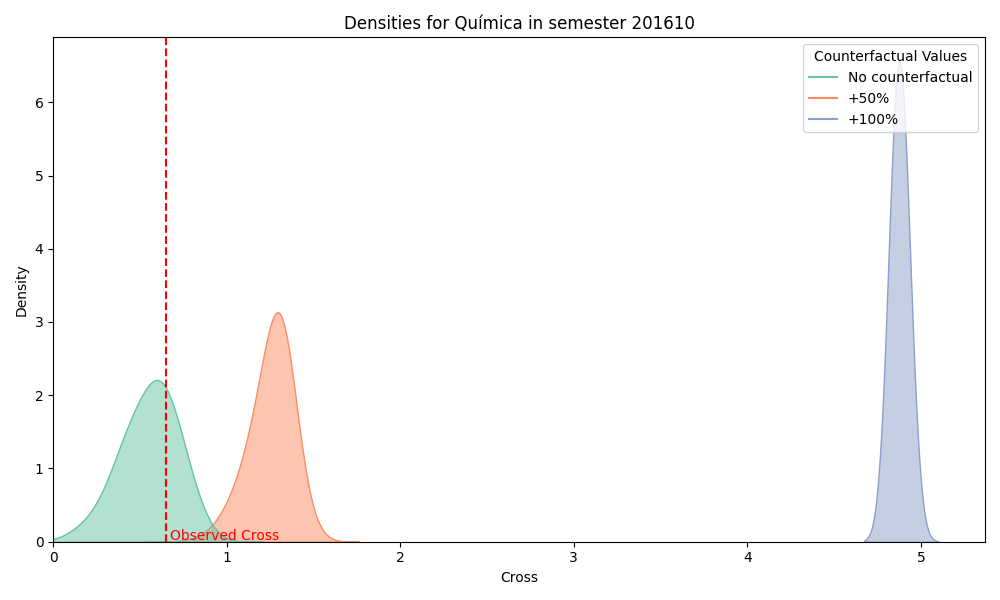 Densities for Química in semester 201610
Counterfactual Values
No counterfactual
+50%
+100%
Density
6
5
4
3
2
1
0
Observed Cross
0 1 2 3 4 5
Cross